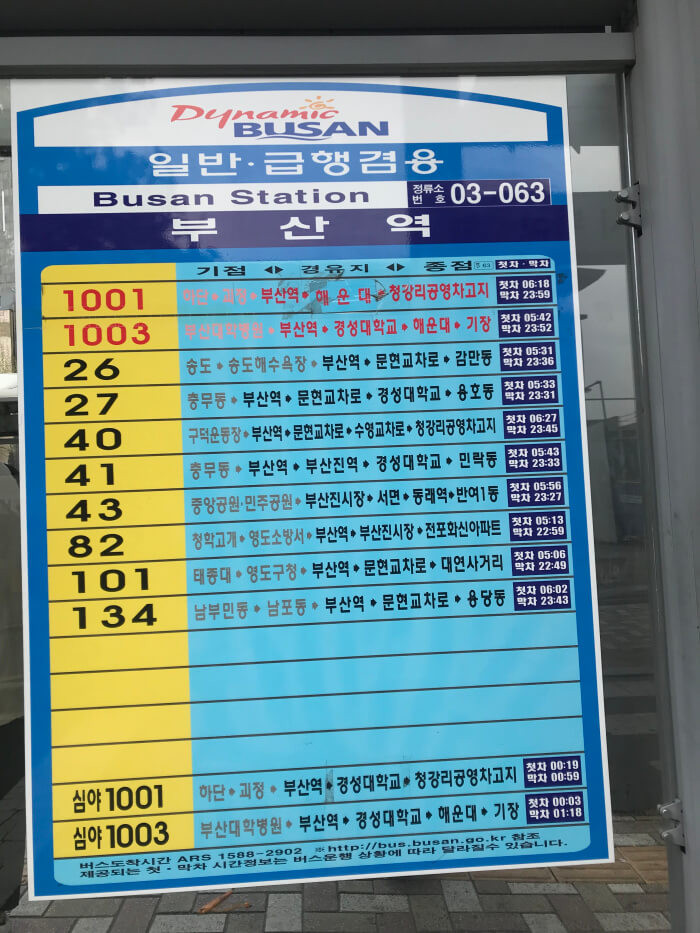 Dynamic
BUSAN
일반·급행겸용
Busan Station 정류소 번호 03-063
부산역
기점 ◂▸ 경유지 ◂▸ 종점 첫차·막차
1001 하단 괴정 부산역 해운대 청강리공영차고지 첫차 06:18 막차 23:59
1003 부산대학병원 부산역 경성대학교 해운대 기장 첫차 05:42 막차 23:52
26 송도 송도해수욕장 부산역 문현교차로 감만동 첫차 05:31 막차 23:36
27 충무동 부산역 문현교차로 경성대학교 용호동 첫차 05:33 막차 23:31
40 구덕운동장 부산역 문현교차로 수영교차로 청강리공영차고지 첫차 06:27 막차 23:45
41 충무동 부산역 부산진역 경성대학교 민락동 첫차 05:43 막차 23:33
43 중앙공원·민주공원 부산진시장 서면 동래역 반여1동 첫차 05:56 막차 23:27
82 청학고개 영도소방서 부산역 부산진시장 전포화신아파트 첫차 05:13 막차 22:59
101 태종대 영도구청 부산역 문현교차로 대연사거리 첫차 05:06 막차 22:49
134 남부민동 남포동 부산역 문현교차로 용당동 첫차 06:02 막차 23:43
심야1001 하단 괴정 부산역 경성대학교 청강리공영차고지 첫차 00:19 막차 00:59
심야1003 부산대학병원 부산역 경성대학교 해운대 기장 첫차 00:03 막차 01:18
버스도착시간 ARS 1588-2902 ※http://bus.busan.go.kr 참조
제공되는 첫·막차 시간정보는 버스운행 상황에 따라 달라질수 있습니다.